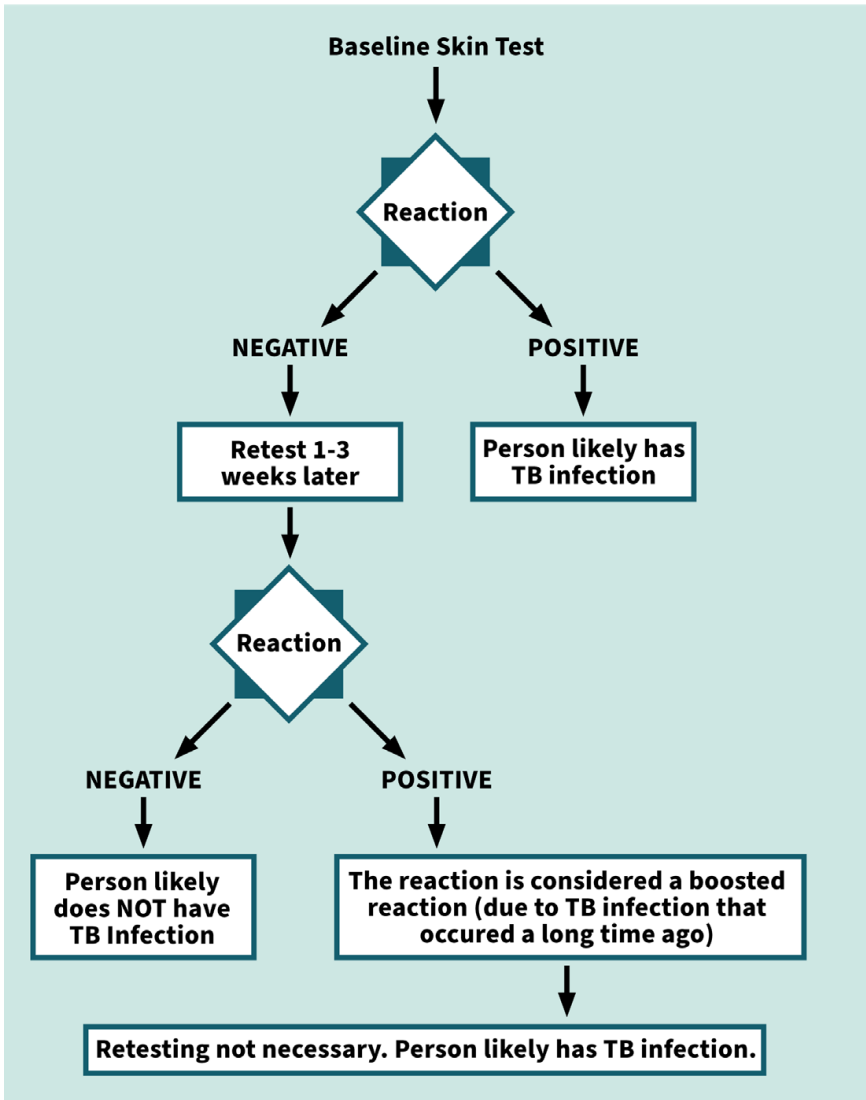 Baseline Skin Test
Reaction
NEGATIVE
POSITIVE
Retest 1-3
weeks later
Person likely has
TB infection
Reaction
NEGATIVE
POSITIVE
Person likely
does NOT have
TB Infection
The reaction is considered a boosted
reaction (due to TB infection that
occured a long time ago)
Retesting not necessary. Person likely has TB infection.